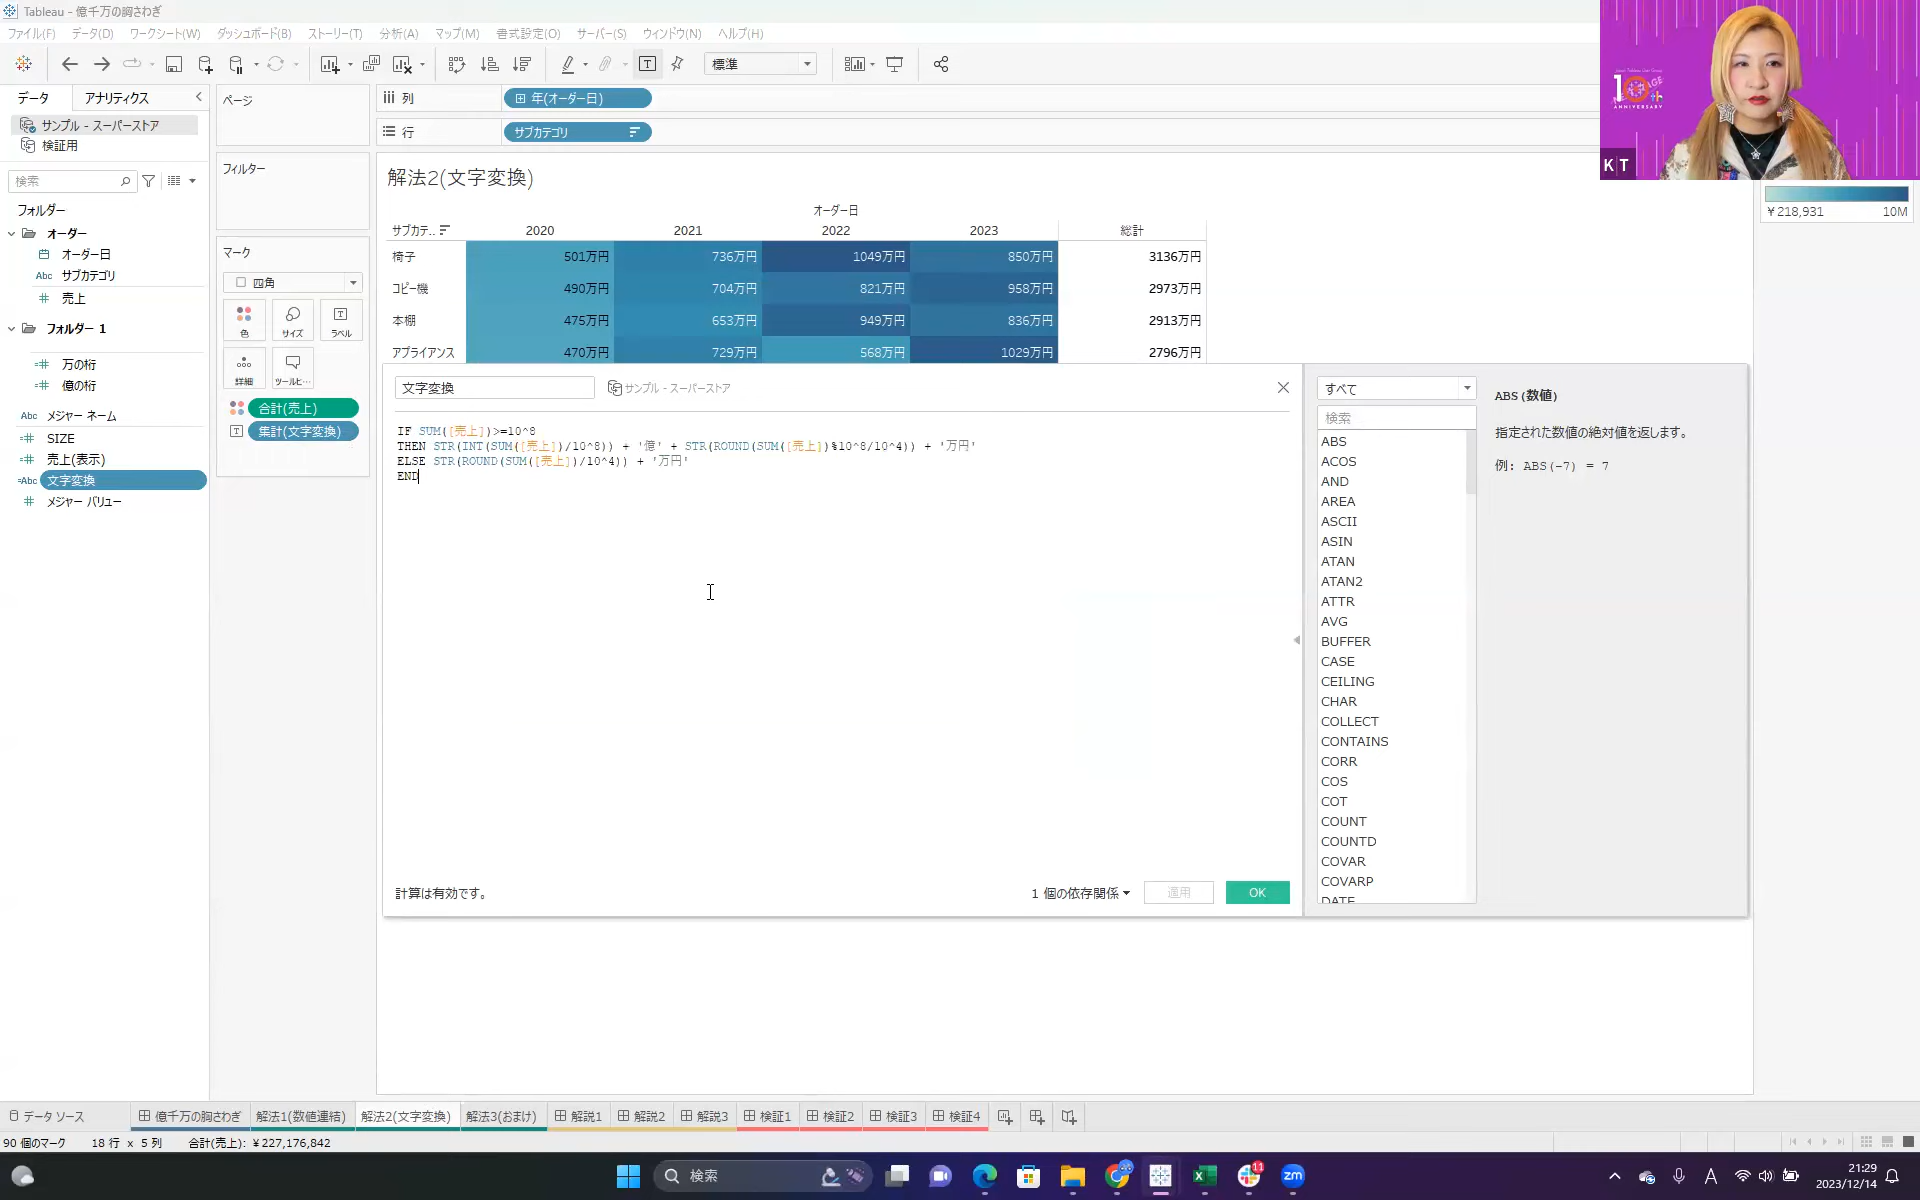 Tableau - 億千万の胸さわぎ
ファイル(F) データ(D) ワークシート(W) ダッシュボード(B) ストーリー(T) 分析(A) マップ(M) 書式設定(O) サーバー(S) ウインドウ(N) ヘルプ(H)
標準
データ アナリティクス
サンプル - スーパーストア
検証用
検索
フォルダー
オーダー
オーダー日
Abc サブカテゴリ
売上
フォルダー 1
万の桁
億の桁
Abc メジャー ネーム
SIZE
売上(表示)
=Abc 文字変換
メジャー バリュー
ページ
フィルター
マーク
四角
色 サイズ ラベル
詳細 ツールヒ…
合計(売上)
集計(文字変換)
列 年(オーダー日)
行 サブカテゴリ
解法2(文字変換)
オーダー日
サブカテ.. 2020 2021 2022 2023 総計
椅子 501万円 736万円 1049万円 850万円 3136万円
コピー機 490万円 704万円 821万円 958万円 2973万円
本棚 475万円 653万円 949万円 836万円 2913万円
アプライアンス 470万円 729万円 568万円 1029万円 2796万円
文字変換 サンプル - スーパーストア
IF SUM([売上])>=10^8
THEN STR(INT(SUM([売上])/10^8)) + '億' + STR(ROUND(SUM([売上])%10^8/10^4)) + '万円'
ELSE STR(ROUND(SUM([売上])/10^4)) + '万円'
END
計算は有効です。
1 個の依存関係 適用 OK
すべて
検索
ABS
ACOS
AND
AREA
ASCII
ASIN
ATAN
ATAN2
ATTR
AVG
BUFFER
CASE
CEILING
CHAR
COLLECT
CONTAINS
CORR
COS
COT
COUNT
COUNTD
COVAR
COVARP
DATE
ABS(数値)
指定された数値の絶対値を返します。
例: ABS(-7) = 7
10th
ANNIVERSARY
K T
¥218,931 10M
データ ソース 億千万の胸さわぎ 解法1(数値連結) 解法2(文字変換) 解法3(おまけ) 解説1 解説2 解説3 検証1 検証2 検証3 検証4
90 個のマーク 18 行 x 5 列 合計(売上): ¥227,176,842
検索
11
zm
A
21:29
2023/12/14